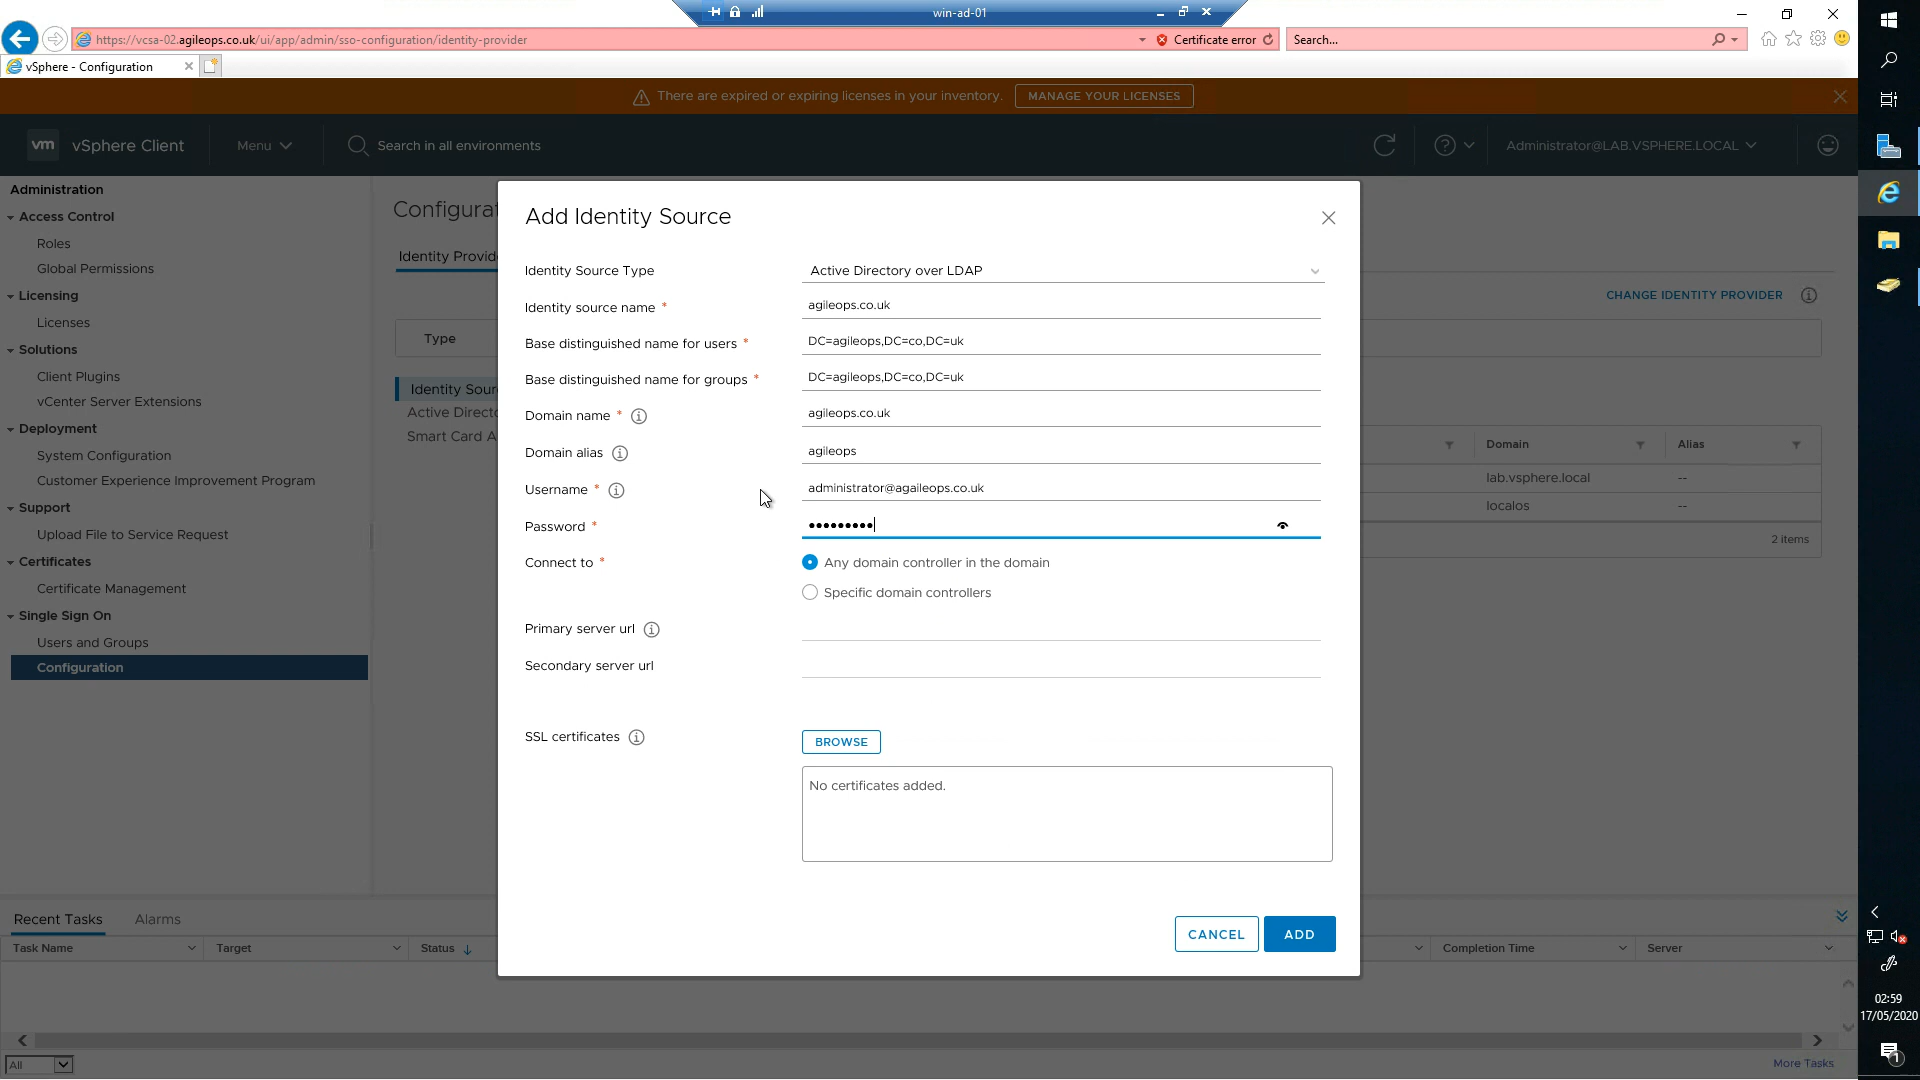 win-ad-01
https://vcsa-02.agileops.co.uk/ui/app/admin/sso-configuration/identity-provider
Certificate error
Search...
vSphere - Configuration
There are expired or expiring licenses in your inventory.
MANAGE YOUR LICENSES
vm
vSphere Client
Menu
Search in all environments
Administrator@LAB.VSPHERE.LOCAL
Administration
Access Control
Roles
Global Permissions
Licensing
Licenses
Solutions
Client Plugins
vCenter Server Extensions
Deployment
System Configuration
Customer Experience Improvement Program
Support
Upload File to Service Request
Certificates
Certificate Management
Single Sign On
Users and Groups
Configuration
Configurat
Identity Provide
CHANGE IDENTITY PROVIDER
Type
Identity Sour
Active Directo
Smart Card A
Domain
Alias
lab.vsphere.local
--
localos
--
2 items
Add Identity Source
Identity Source Type
Active Directory over LDAP
Identity source name *
agileops.co.uk
Base distinguished name for users *
DC=agileops,DC=co,DC=uk
Base distinguished name for groups *
DC=agileops,DC=co,DC=uk
Domain name *
agileops.co.uk
Domain alias
agileops
Username *
administrator@agaileops.co.uk
Password *
•••••••••
Connect to *
Any domain controller in the domain
Specific domain controllers
Primary server url
Secondary server url
SSL certificates
BROWSE
No certificates added.
CANCEL
ADD
Recent Tasks
Alarms
Task Name
Target
Status
Completion Time
Server
All
More Tasks
02:59
17/05/2020
1